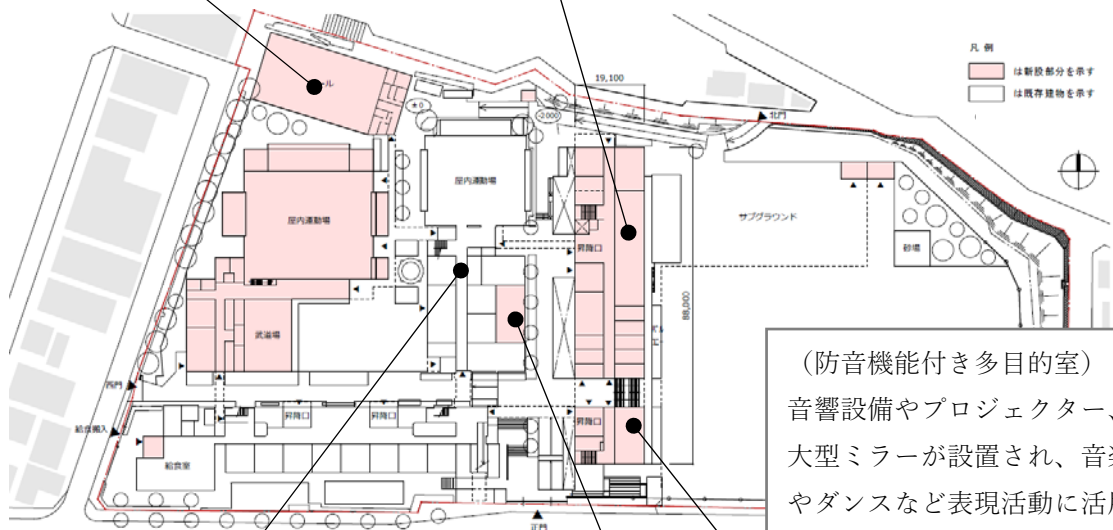 凡 例
は新設部分を示す
は既存建物を示す
19,100
ル
±0
-2000
北門
屋内運動場
サブグラウンド
屋内運動場
昇降口
砂場
88,000
武道場
西門
給食搬入
昇降口
昇降口
昇降口
給食室
正門
（防音機能付き多目的室）
音響設備やプロジェクター、
大型ミラーが設置され、音楽
やダンスなど表現活動に活用